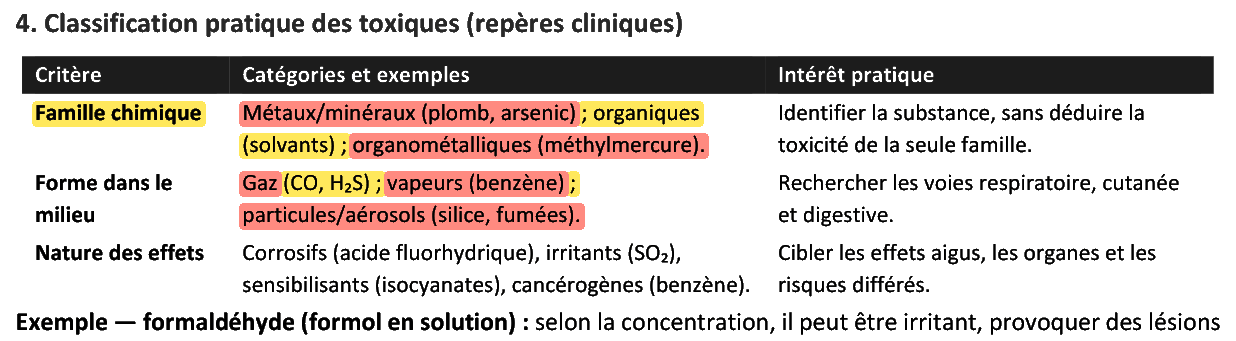 4. Classification pratique des toxiques (repères cliniques)
Critère Catégories et exemples Intérêt pratique
Famille chimique Métaux/minéraux (plomb, arsenic) ; organiques Identifier la substance, sans déduire la
(solvants) ; organométalliques (méthylmercure). toxicité de la seule famille.
Forme dans le Gaz (CO, H₂S) ; vapeurs (benzène) ; Rechercher les voies respiratoire, cutanée
milieu particules/aérosols (silice, fumées). et digestive.
Nature des effets Corrosifs (acide fluorhydrique), irritants (SO₂), Cibler les effets aigus, les organes et les
sensibilisants (isocyanates), cancérogènes (benzène). risques différés.
Exemple — formaldéhyde (formol en solution) : selon la concentration, il peut être irritant, provoquer des lésions